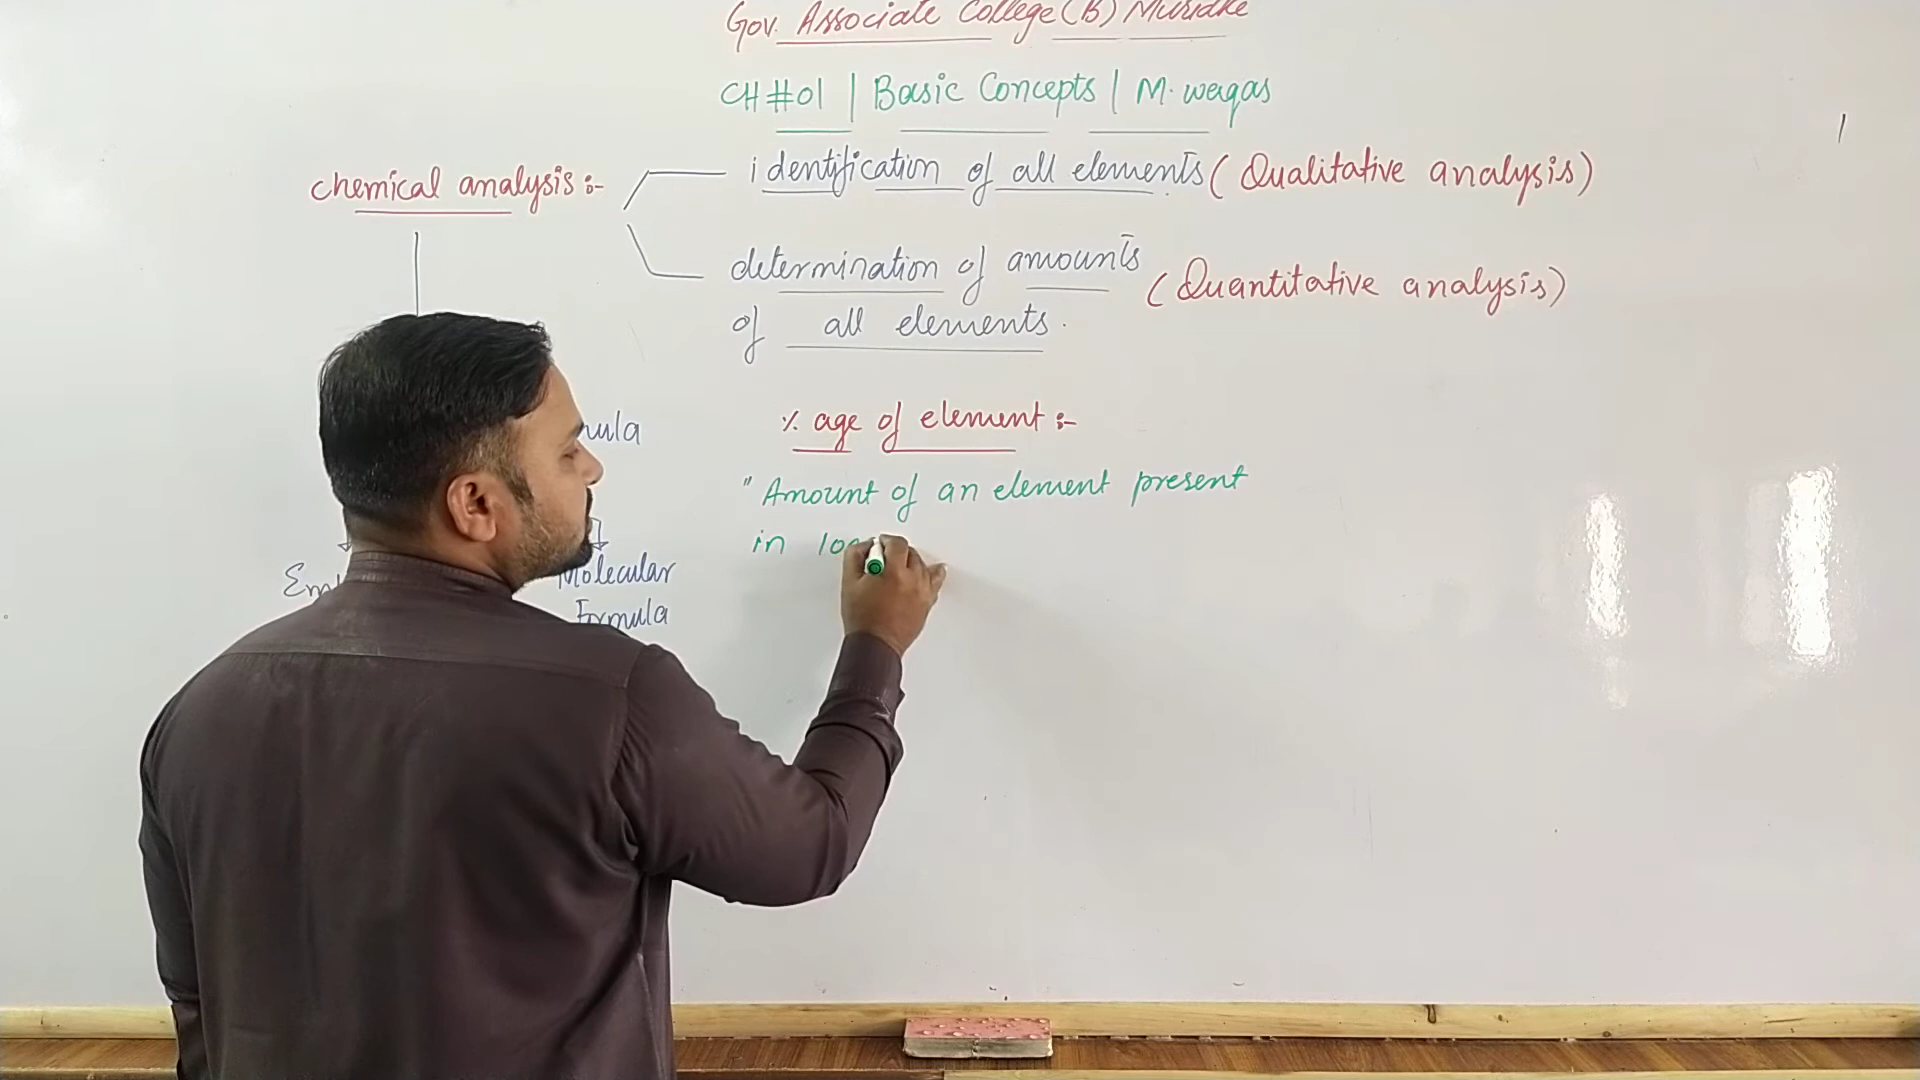 Gov. Associate College (B) Muridke
CH #01 | Basic Concepts | M. waqas
chemical analysis :-
identification of all elements (Qualitative analysis)
determination of amounts
of all elements.
(Quantitative analysis)
% age of element :-
"Amount of an element present
in 100
Molecular
Formula